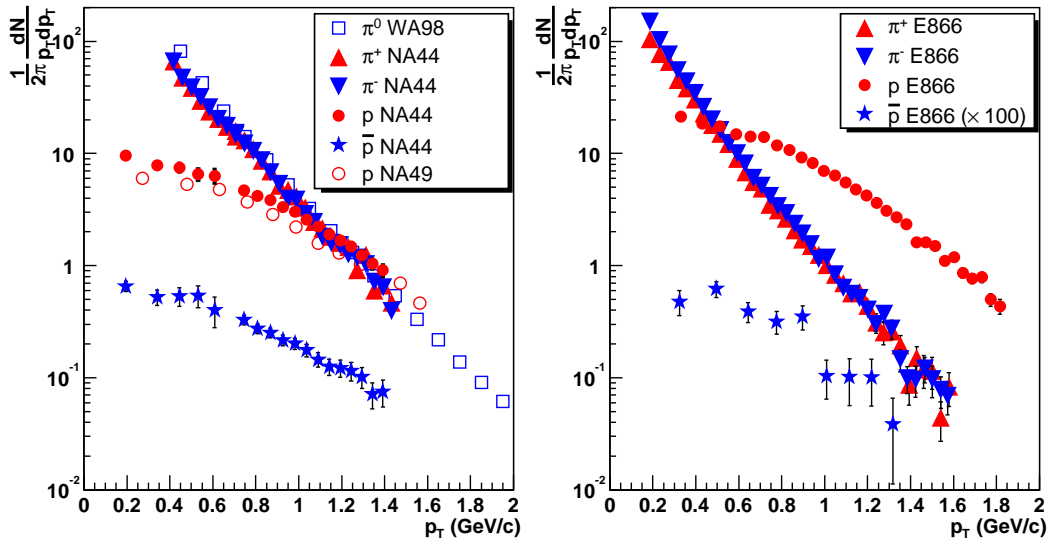 1/2π dN/p_T dp_T
10²
10
1
10⁻¹
10⁻²
0 0.2 0.4 0.6 0.8 1 1.2 1.4 1.6 1.8 2
p_T (GeV/c)
π⁰ WA98
π⁺ NA44
π⁻ NA44
p NA44
p̅ NA44
p NA49
1/2π dN/p_T dp_T
10²
10
1
10⁻¹
10⁻²
0 0.2 0.4 0.6 0.8 1 1.2 1.4 1.6 1.8 2
p_T (GeV/c)
π⁺ E866
π⁻ E866
p E866
p̅ E866 (× 100)